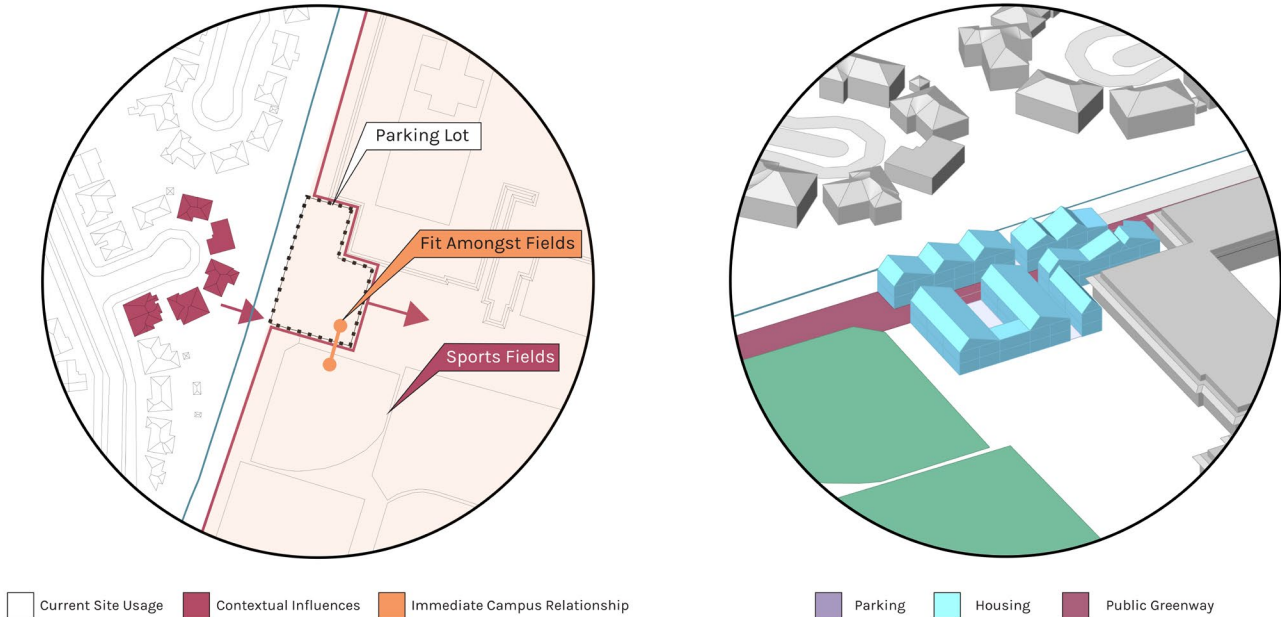 Parking Lot
Fit Amongst Fields
Sports Fields
Current Site Usage
Contextual Influences
Immediate Campus Relationship
Parking
Housing
Public Greenway